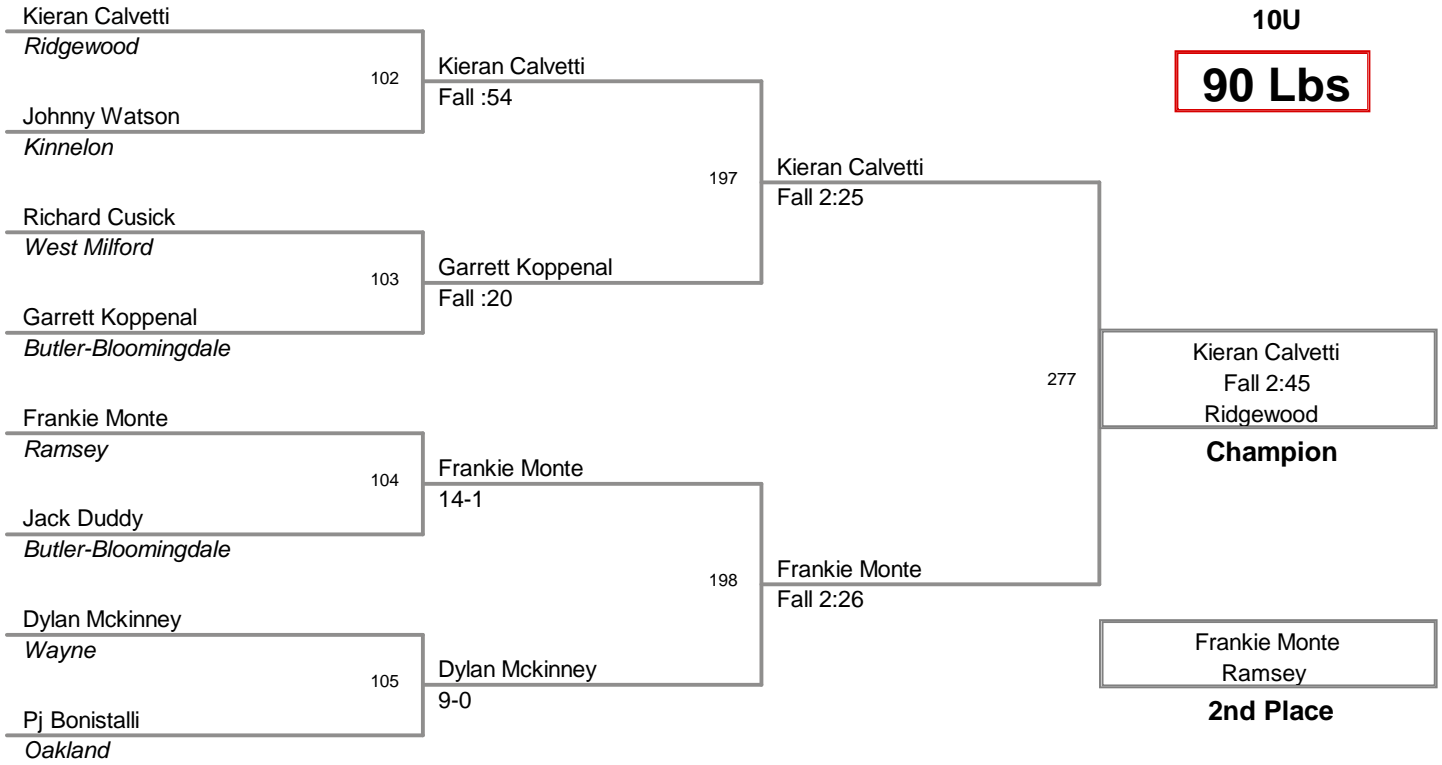 Kieran Calvetti
Ridgewood
102
Johnny Watson
Kinnelon
Kieran Calvetti
Fall :54
Richard Cusick
West Milford
103
Garrett Koppenal
Butler-Bloomingdale
Garrett Koppenal
Fall :20
197
Kieran Calvetti
Fall 2:25
Frankie Monte
Ramsey
104
Jack Duddy
Butler-Bloomingdale
Frankie Monte
14-1
Dylan Mckinney
Wayne
105
Pj Bonistalli
Oakland
Dylan Mckinney
9-0
198
Frankie Monte
Fall 2:26
277
10U
90 Lbs
Kieran Calvetti
Fall 2:45
Ridgewood
Champion
Frankie Monte
Ramsey
2nd Place